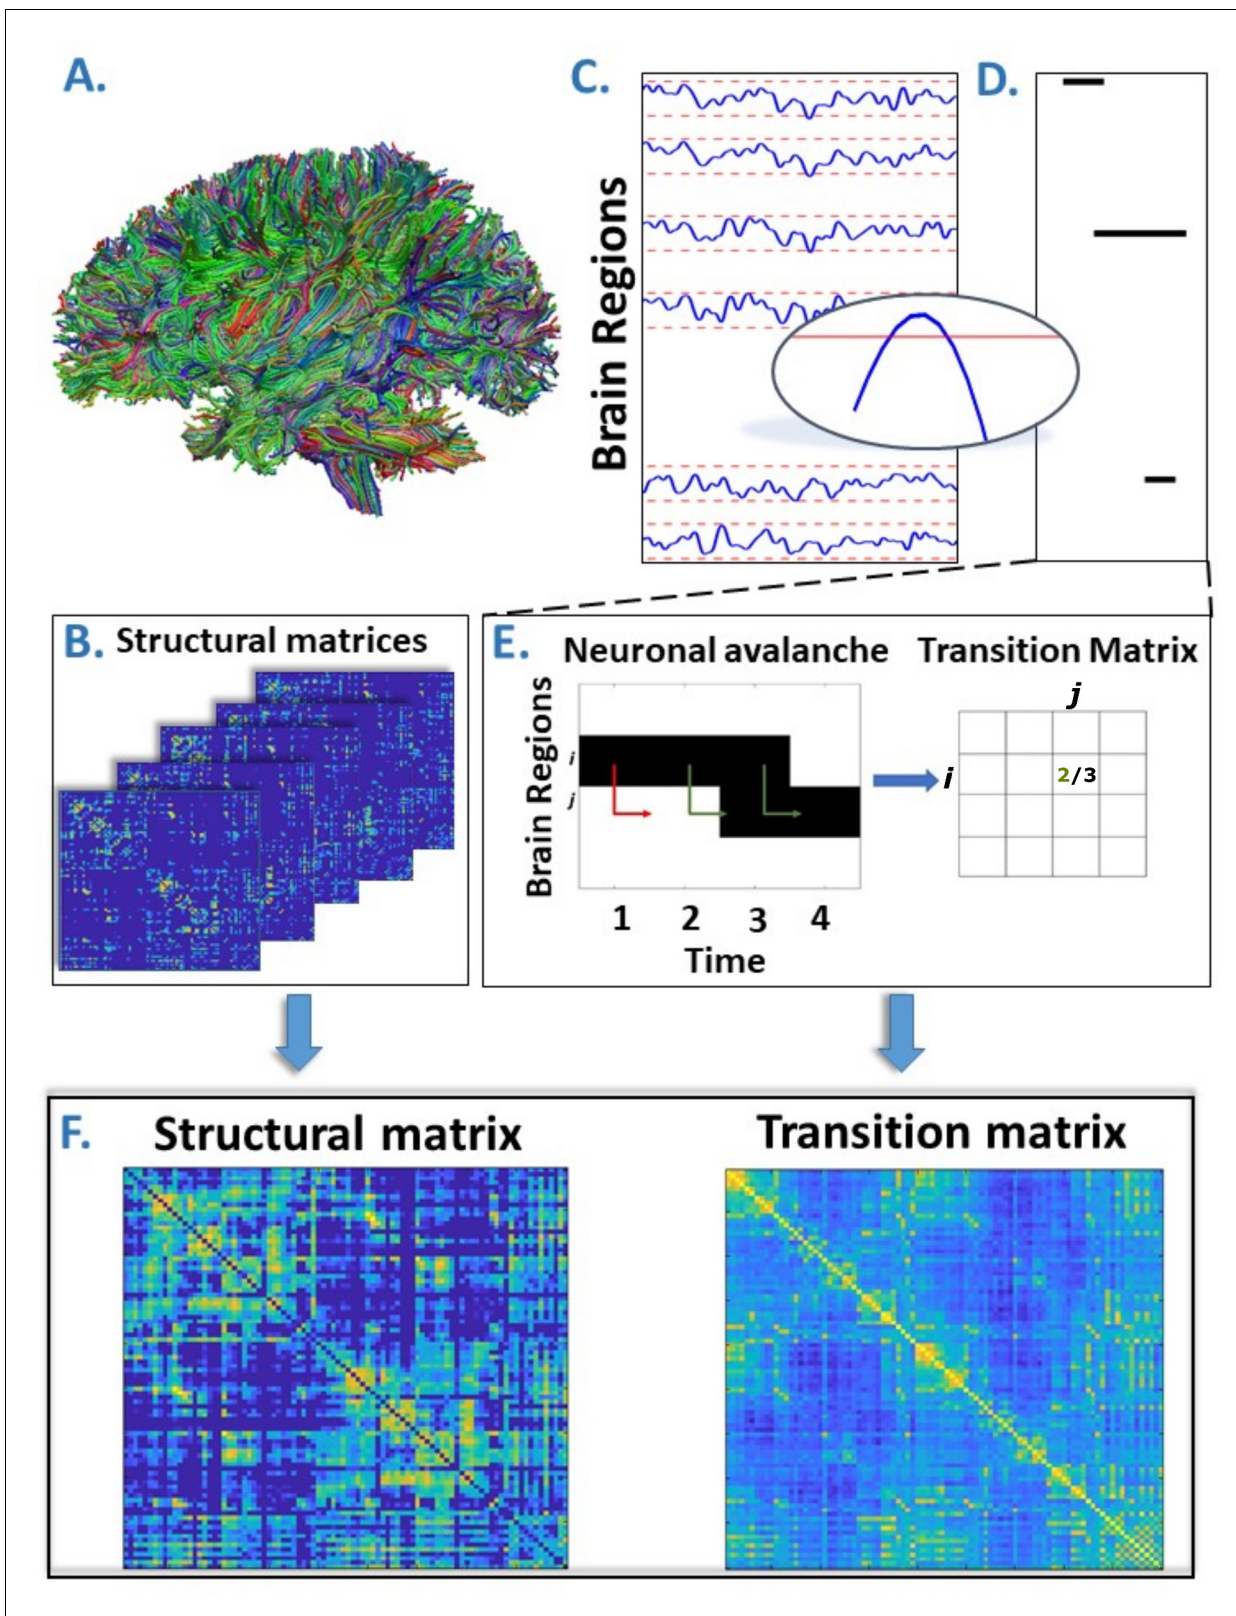 A.
C.
D.
Brain Regions
B. Structural matrices
E. Neuronal avalanche
Transition Matrix
Brain Regions
i
j
1 2 3 4
Time
j
i
2/3
F. Structural matrix
Transition matrix